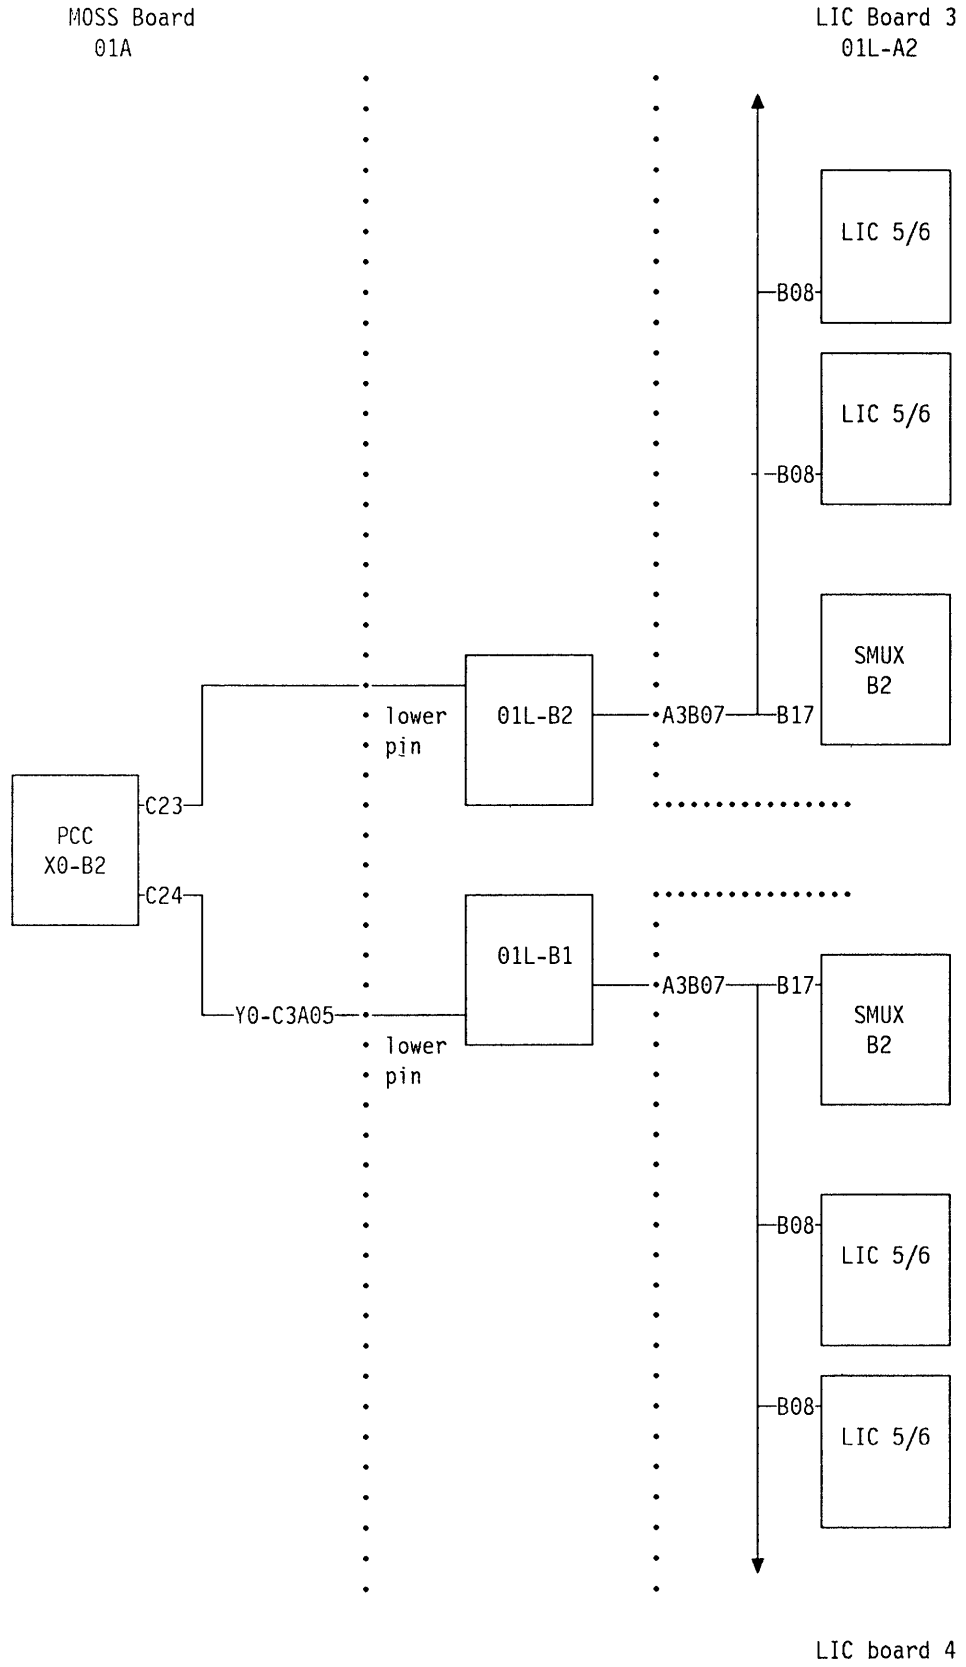 MOSS Board
01A
LIC Board 3
01L-A2
LIC 5/6
B08
LIC 5/6
B08
SMUX
B2
01L-B2
A3B07
B17
lower
pin
C23
PCC
X0-B2
C24
01L-B1
A3B07
B17
SMUX
B2
Y0-C3A05
lower
pin
B08
LIC 5/6
B08
LIC 5/6
LIC board 4